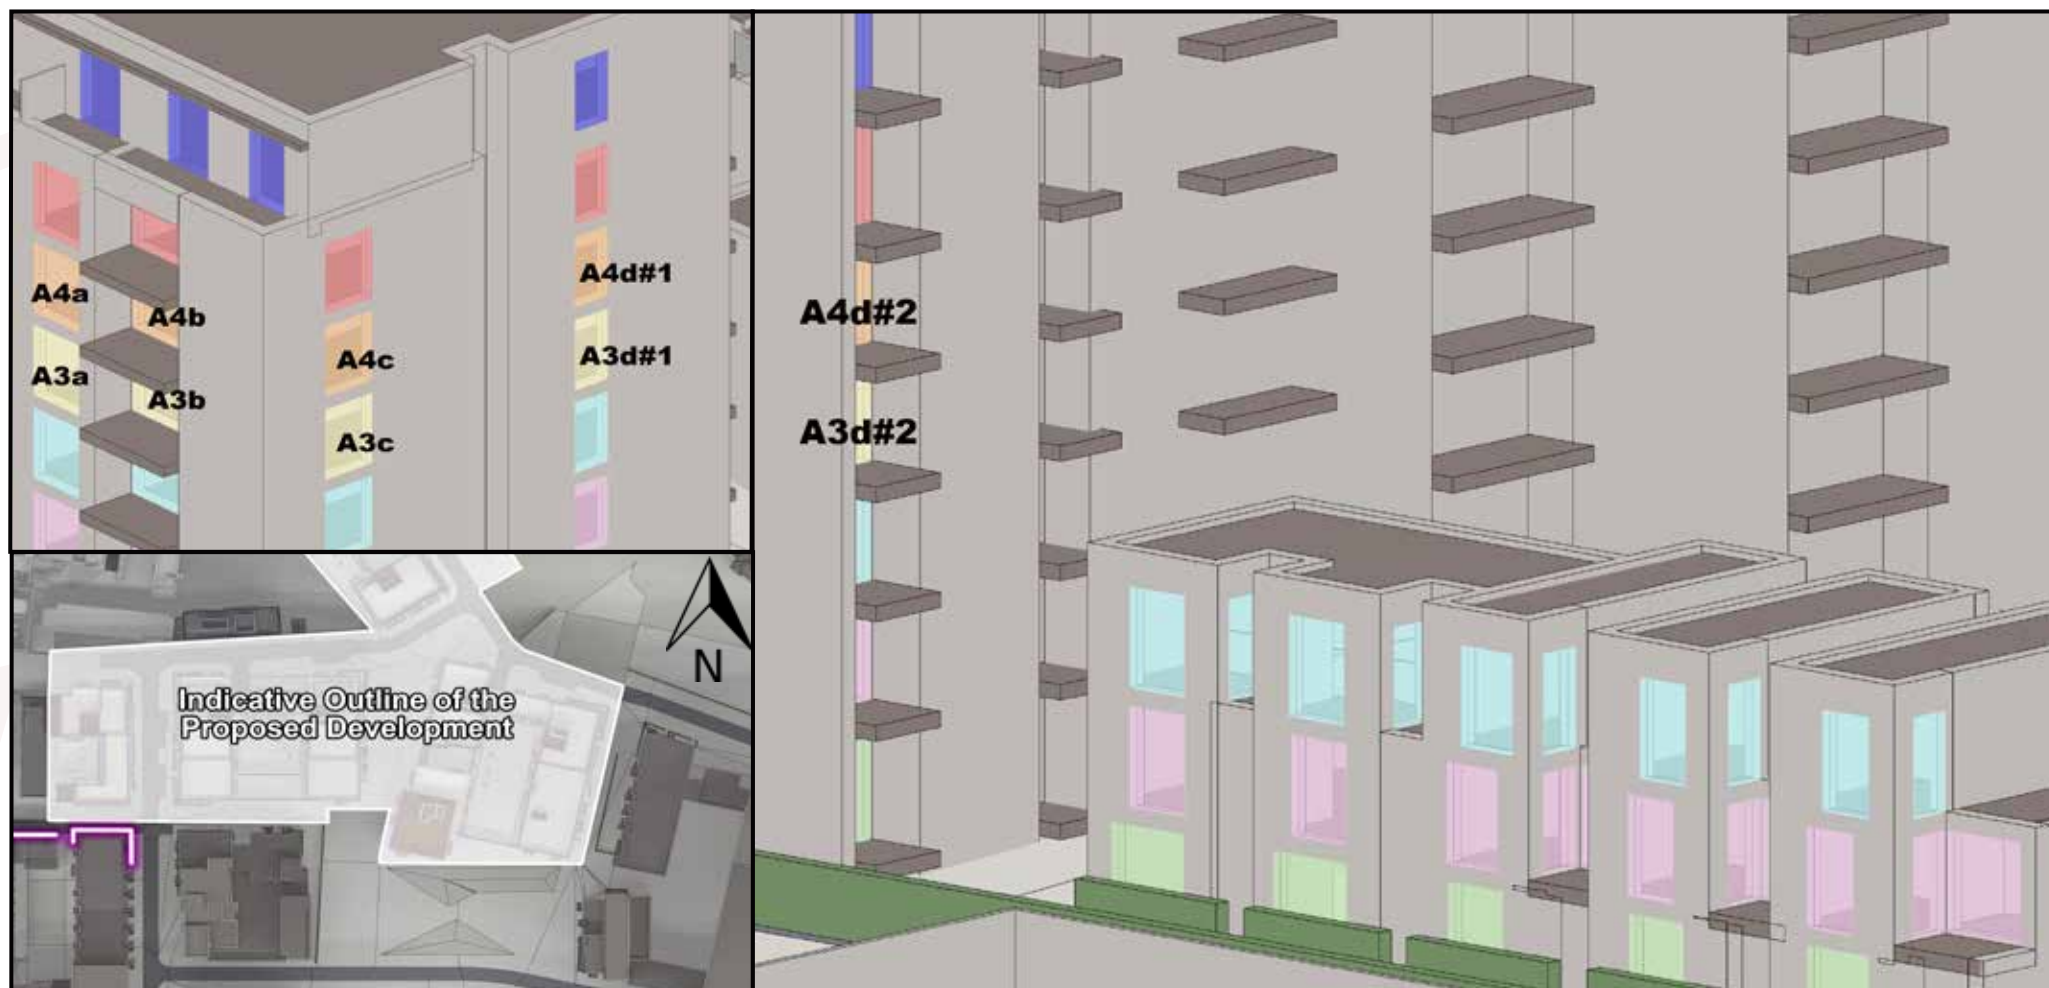 A4a
A4b
A4c
A4d#1
A3a
A3b
A3c
A3d#1
A4d#2
A3d#2
Indicative Outline of the
Proposed Development
N